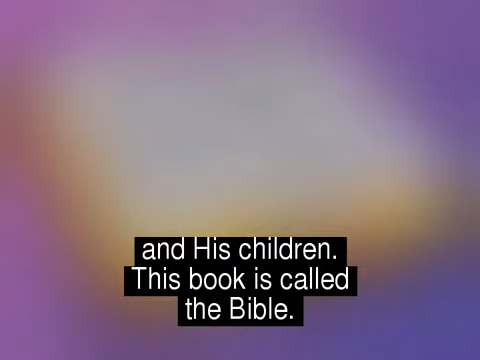 and His children.
This book is called
the Bible.